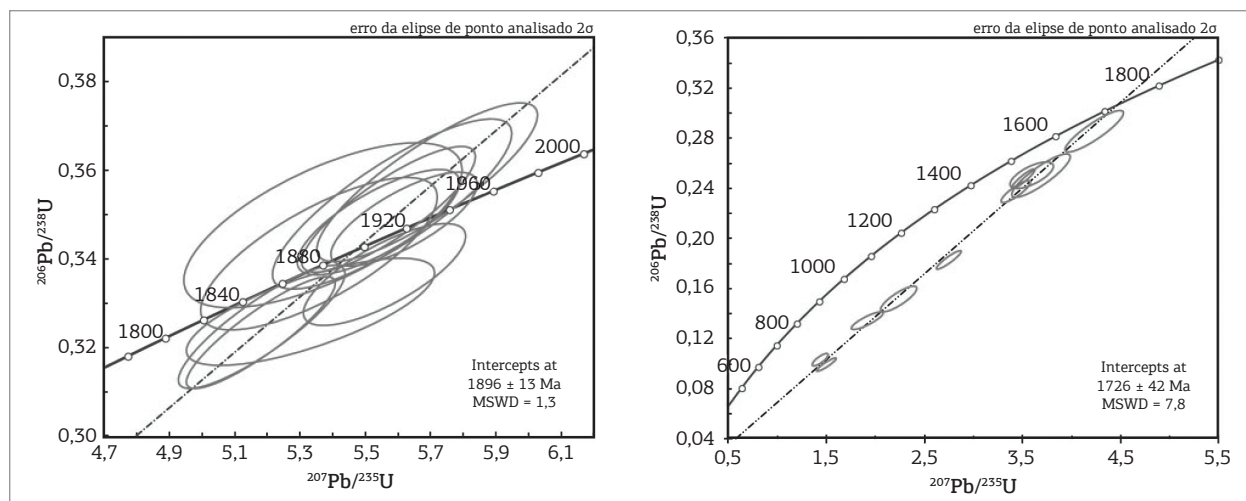 erro da elipse de ponto analisado 2σ
0,38
0,36
0,34
0,32
0,30
²⁰⁶Pb/²³⁸U
1800
1840
1880
1920
1960
2000
Intercepts at
1896 ± 13 Ma
MSWD = 1,3
4,7 4,9 5,1 5,3 5,5 5,7 5,9 6,1
²⁰⁷Pb/²³⁵U
erro da elipse de ponto analisado 2σ
0,36
0,32
0,28
0,24
0,20
0,16
0,12
0,08
0,04
²⁰⁶Pb/²³⁸U
600
800
1000
1200
1400
1600
1800
Intercepts at
1726 ± 42 Ma
MSWD = 7,8
0,5 1,5 2,5 3,5 4,5 5,5
²⁰⁷Pb/²³⁵U